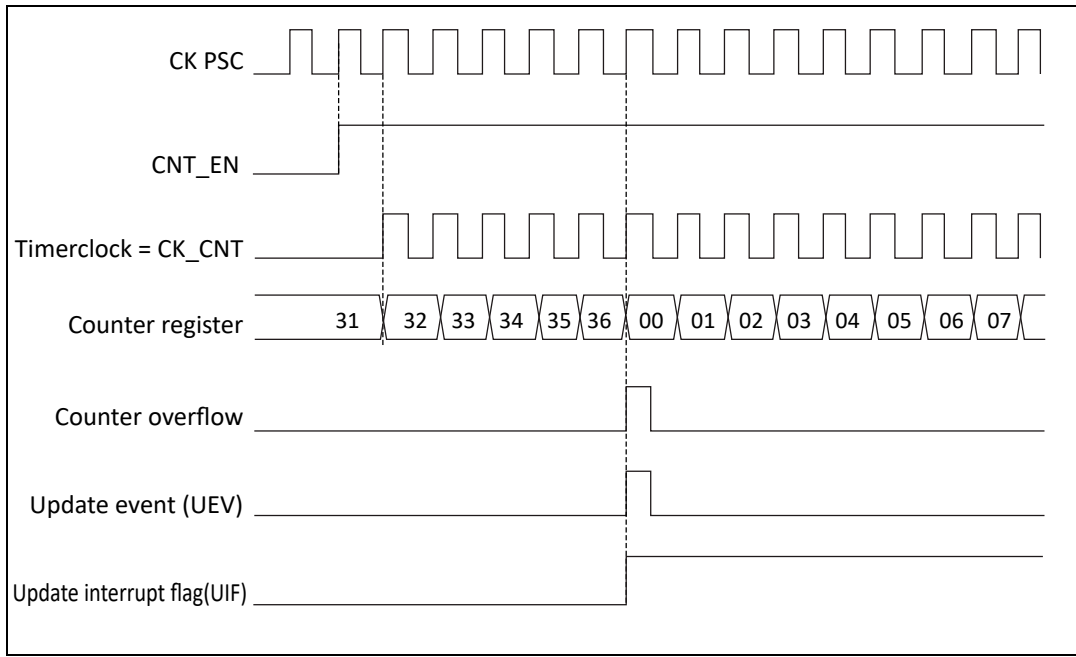 CK PSC
CNT_EN
Timerclock = CK_CNT
Counter register 31 32 33 34 35 36 00 01 02 03 04 05 06 07
Counter overflow
Update event (UEV)
Update interrupt flag(UIF)